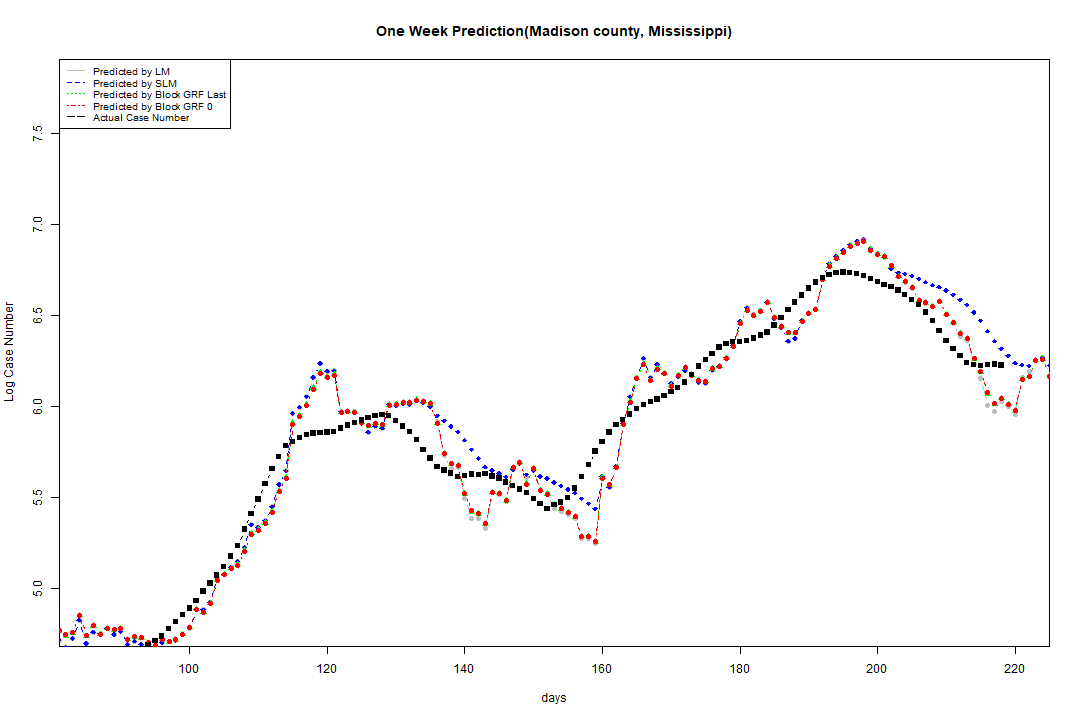 One Week Prediction(Madison county, Mississippi)
Predicted by LM
Predicted by SLM
Predicted by Block GRF Last
Predicted by Block GRF 0
Actual Case Number
7.5
7.0
6.5
6.0
5.5
5.0
Log Case Number
100 120 140 160 180 200 220
days